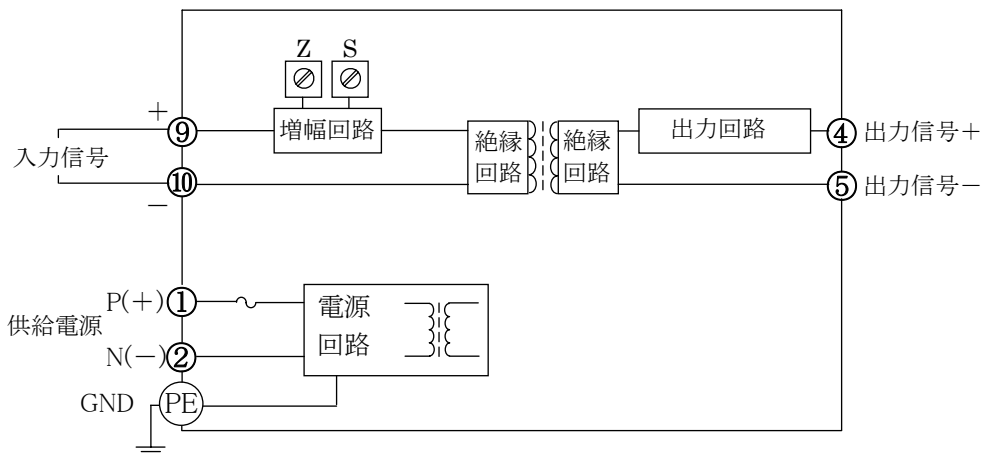 Z S
+
⑨ 増幅回路 絶縁 絶縁 出力回路 ④ 出力信号+
入力信号 回路 回路
⑩ ⑤ 出力信号-
-
P(+) ① 電源
供給電源 回路
N(-) ②
GND PE